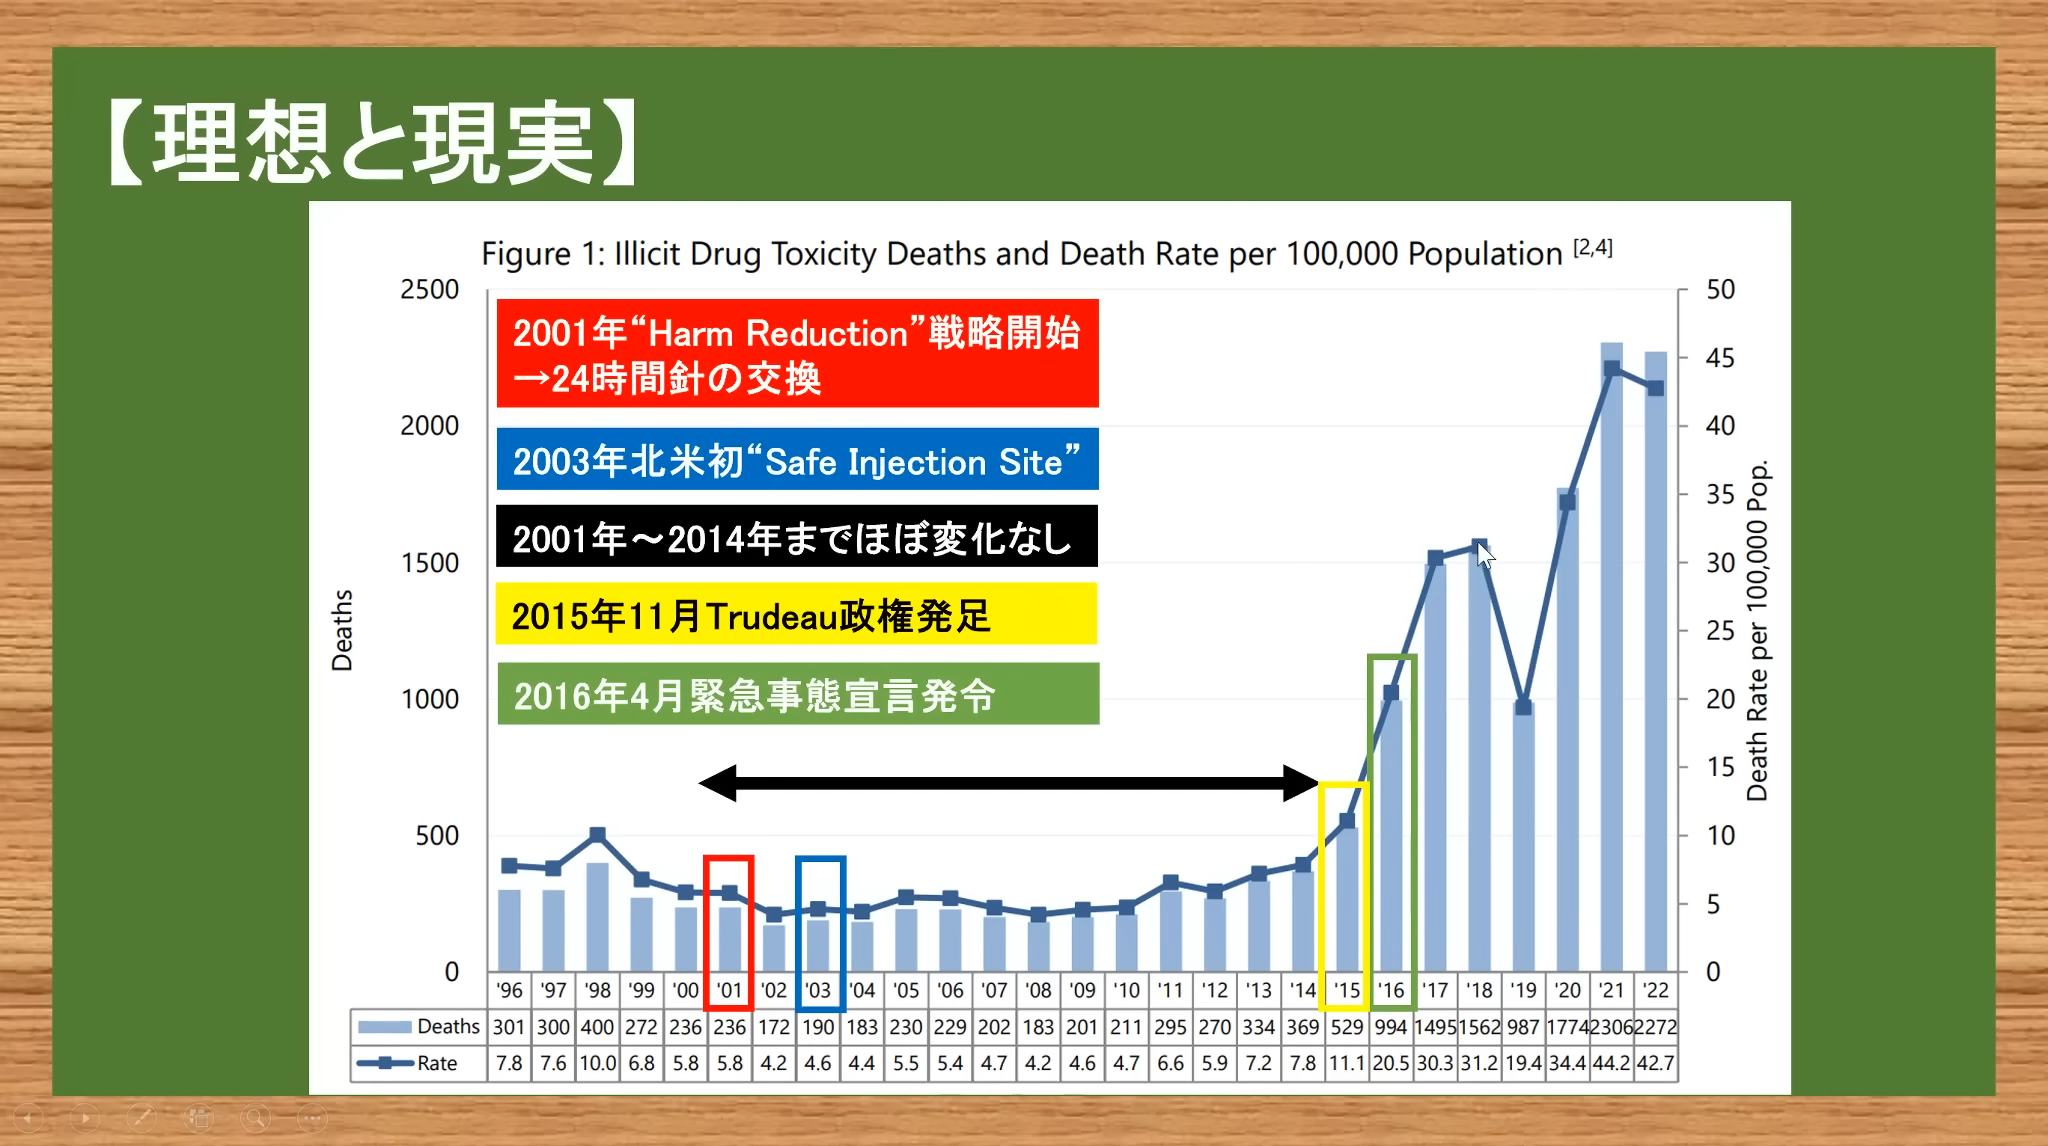 【理想と現実】
Figure 1: Illicit Drug Toxicity Deaths and Death Rate per 100,000 Population [2,4]
2500
2000
1500
1000
500
0
Deaths
2001年“Harm Reduction”戦略開始
→24時間針の交換
2003年北米初“Safe Injection Site”
2001年～2014年までほぼ変化なし
2015年11月Trudeau政権発足
2016年4月緊急事態宣言発令
50
45
40
35
30
25
20
15
10
5
0
Death Rate per 100,000 Pop.
'96 '97 '98 '99 '00 '01 '02 '03 '04 '05 '06 '07 '08 '09 '10 '11 '12 '13 '14 '15 '16 '17 '18 '19 '20 '21 '22
Deaths 301 300 400 272 236 236 172 190 183 230 229 202 183 201 211 295 270 334 369 529 994 1495 1562 987 1774 2306 2272
Rate 7.8 7.6 10.0 6.8 5.8 5.8 4.2 4.6 4.4 5.5 5.4 4.7 4.2 4.6 4.7 6.6 5.9 7.2 7.8 11.1 20.5 30.3 31.2 19.4 34.4 44.2 42.7